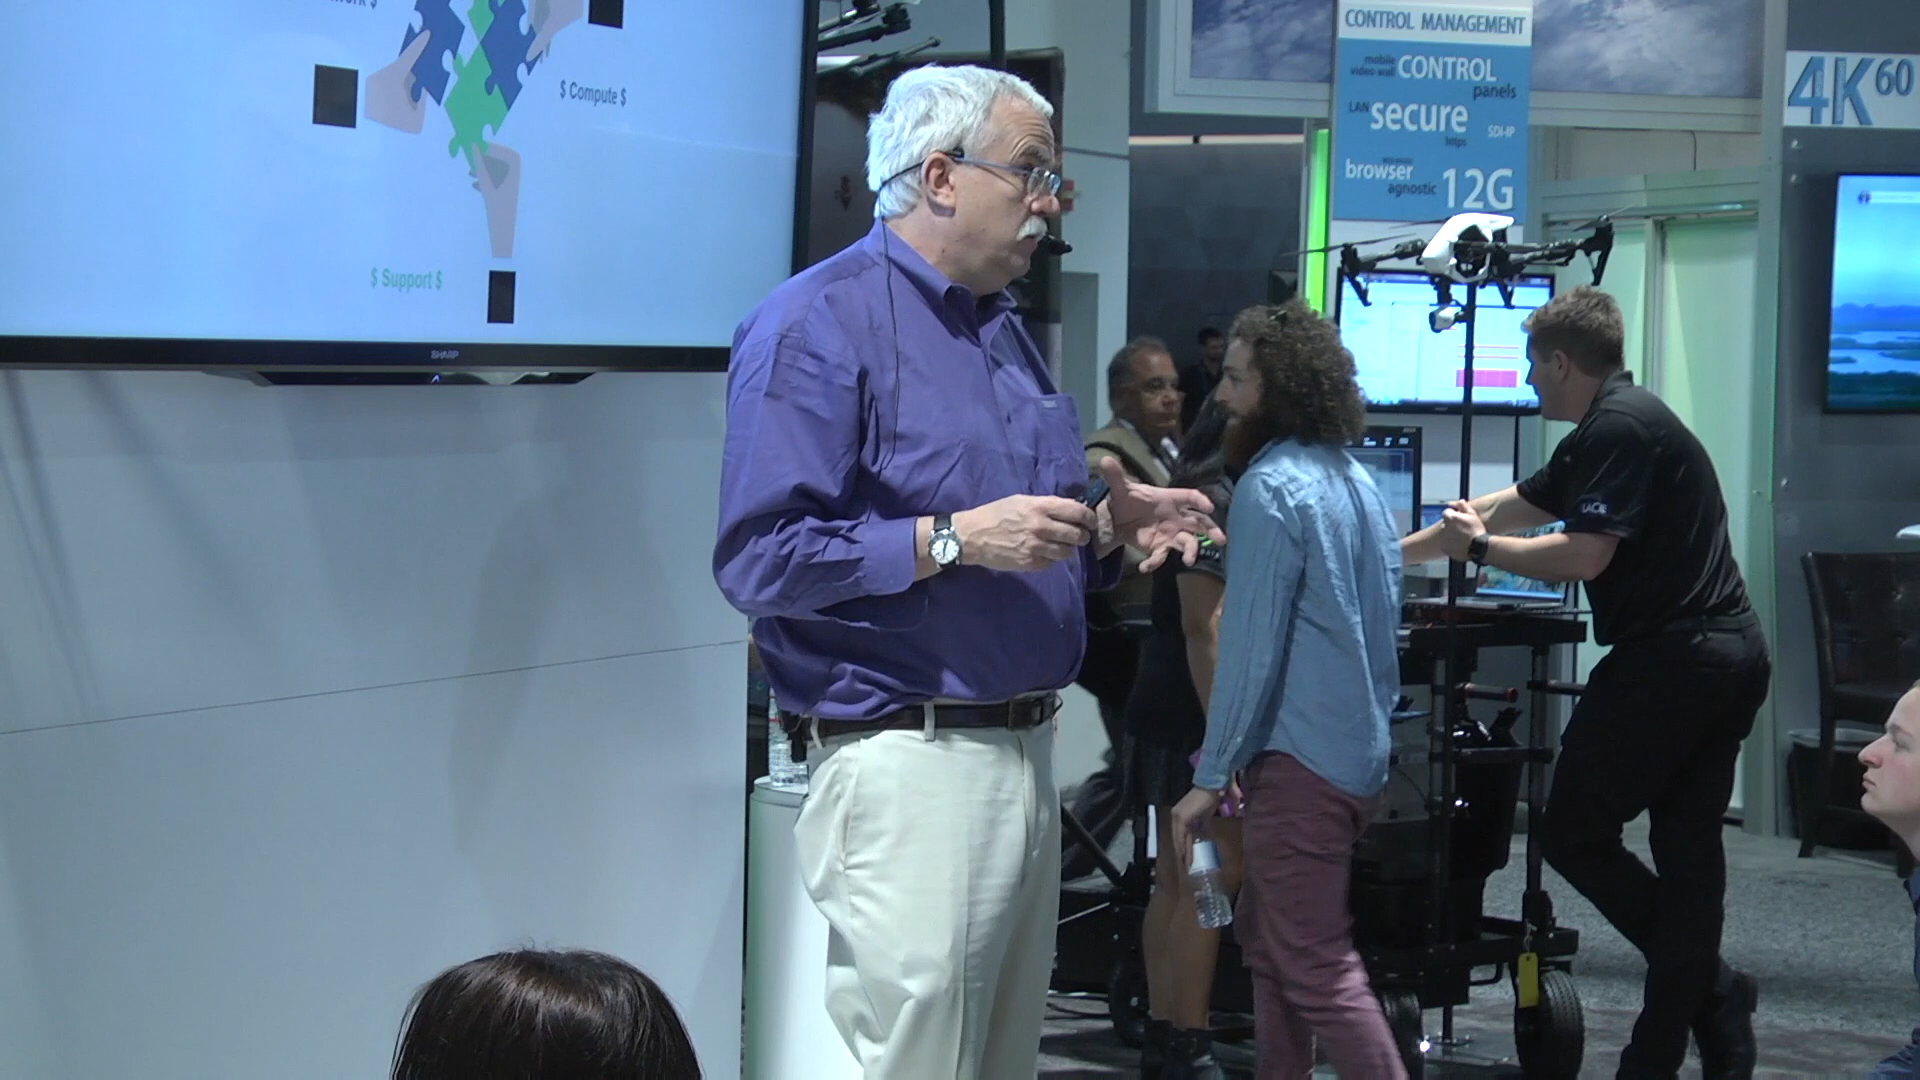 $ Compute $
$ Support $
SHARP
CONTROL MANAGEMENT
mobile
video wall CONTROL
panels
LAN secure SDI-IP
https
browser
agnostic 12G
4K60
LACIE